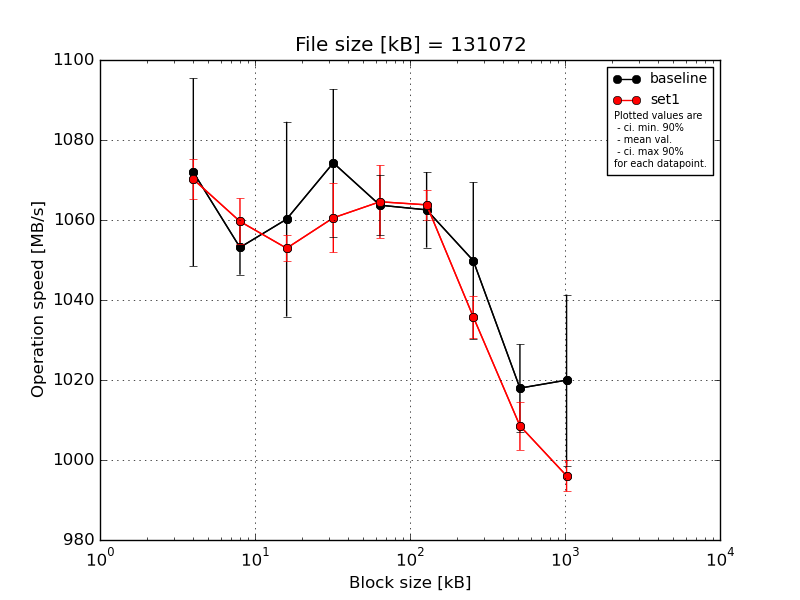 File size [kB] = 131072
1100
1080
1060
1040
1020
1000
980
Operation speed [MB/s]
baseline
set1
Plotted values are
- ci. min. 90%
- mean val.
- ci. max 90%
for each datapoint.
10^0 10^1 10^2 10^3 10^4
Block size [kB]